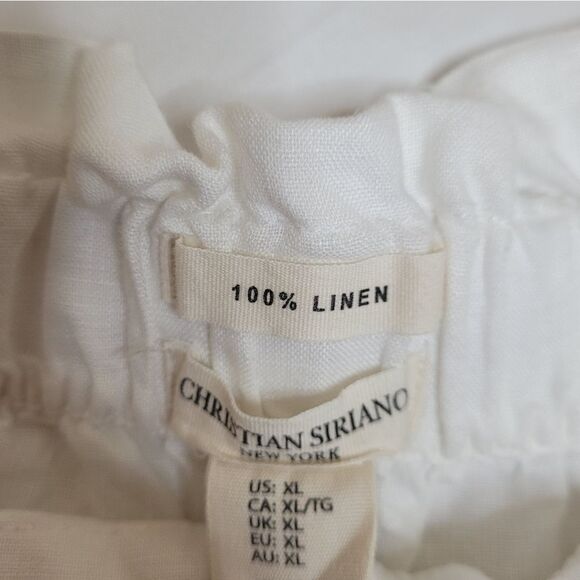 100% LINEN
CHRISTIAN SIRIANO
NEW YORK
US: XL
CA: XL/TG
UK: XL
EU: XL
AU: XL